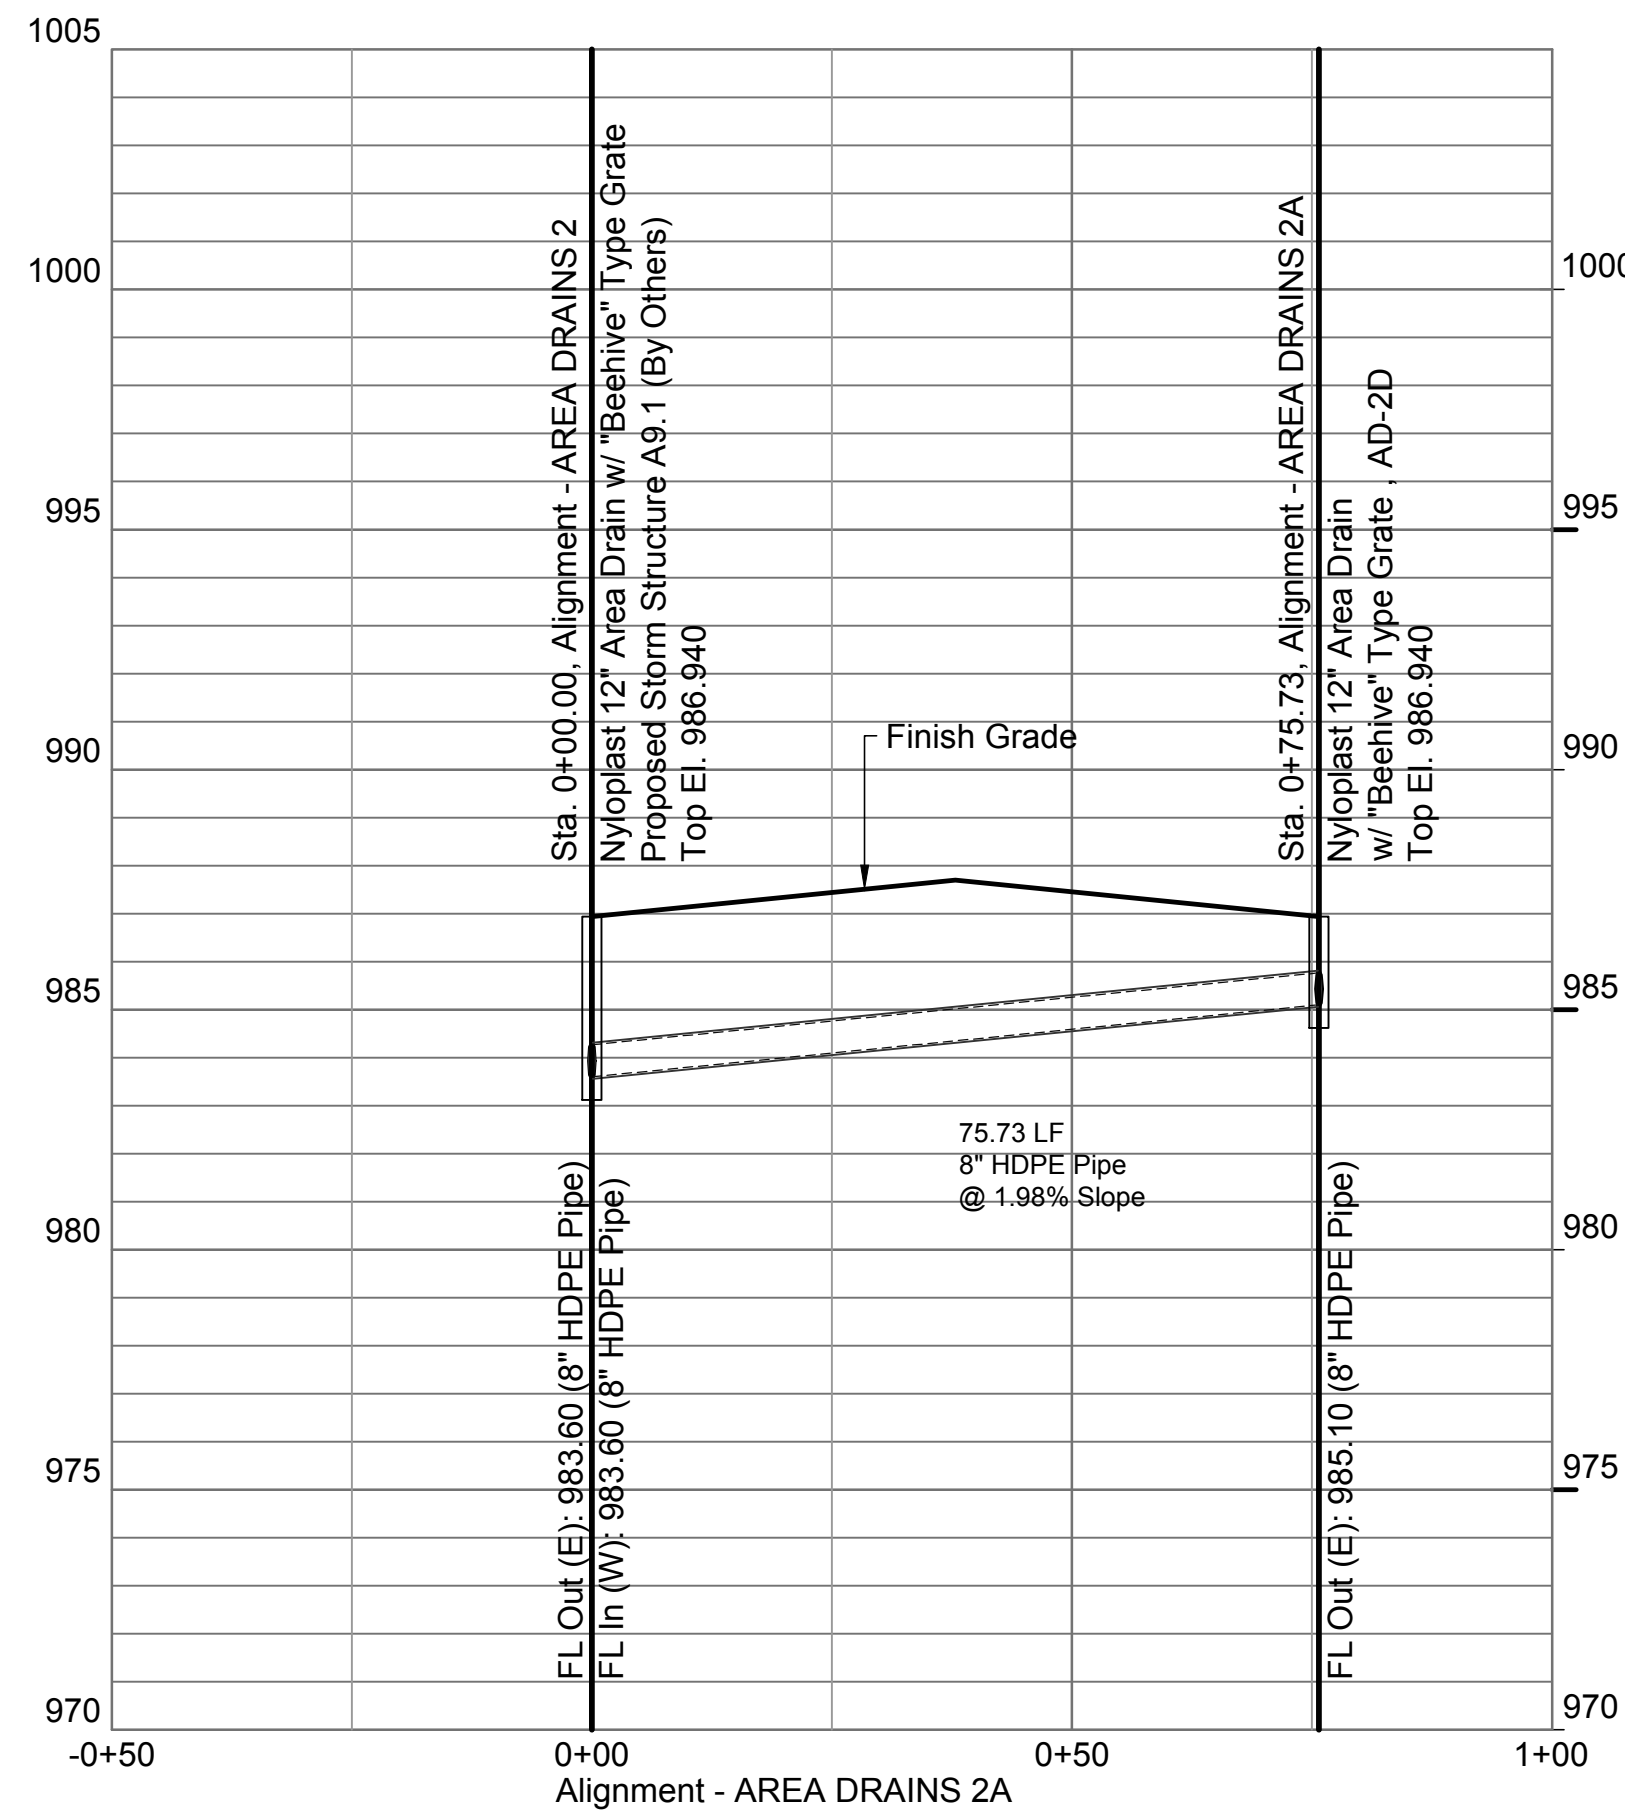 1005
1000
995
990
985
980
975
970
Sta. 0+00.00, Alignment - AREA DRAINS 2
Nyloplast 12" Area Drain w/ "Beehive" Type Grate
Proposed Storm Structure A9.1 (By Others)
Top El. 986.940
Sta. 0+75.73, Alignment - AREA DRAINS 2A
Nyloplast 12" Area Drain
w/ "Beehive" Type Grate , AD-2D
Top El. 986.940
Finish Grade
75.73 LF
8" HDPE Pipe
@ 1.98% Slope
FL Out (E): 983.60 (8" HDPE Pipe)
FL In (W): 983.60 (8" HDPE Pipe)
FL Out (E): 985.10 (8" HDPE Pipe)
1000
995
990
985
980
975
970
-0+50
0+00
0+50
1+00
Alignment - AREA DRAINS 2A